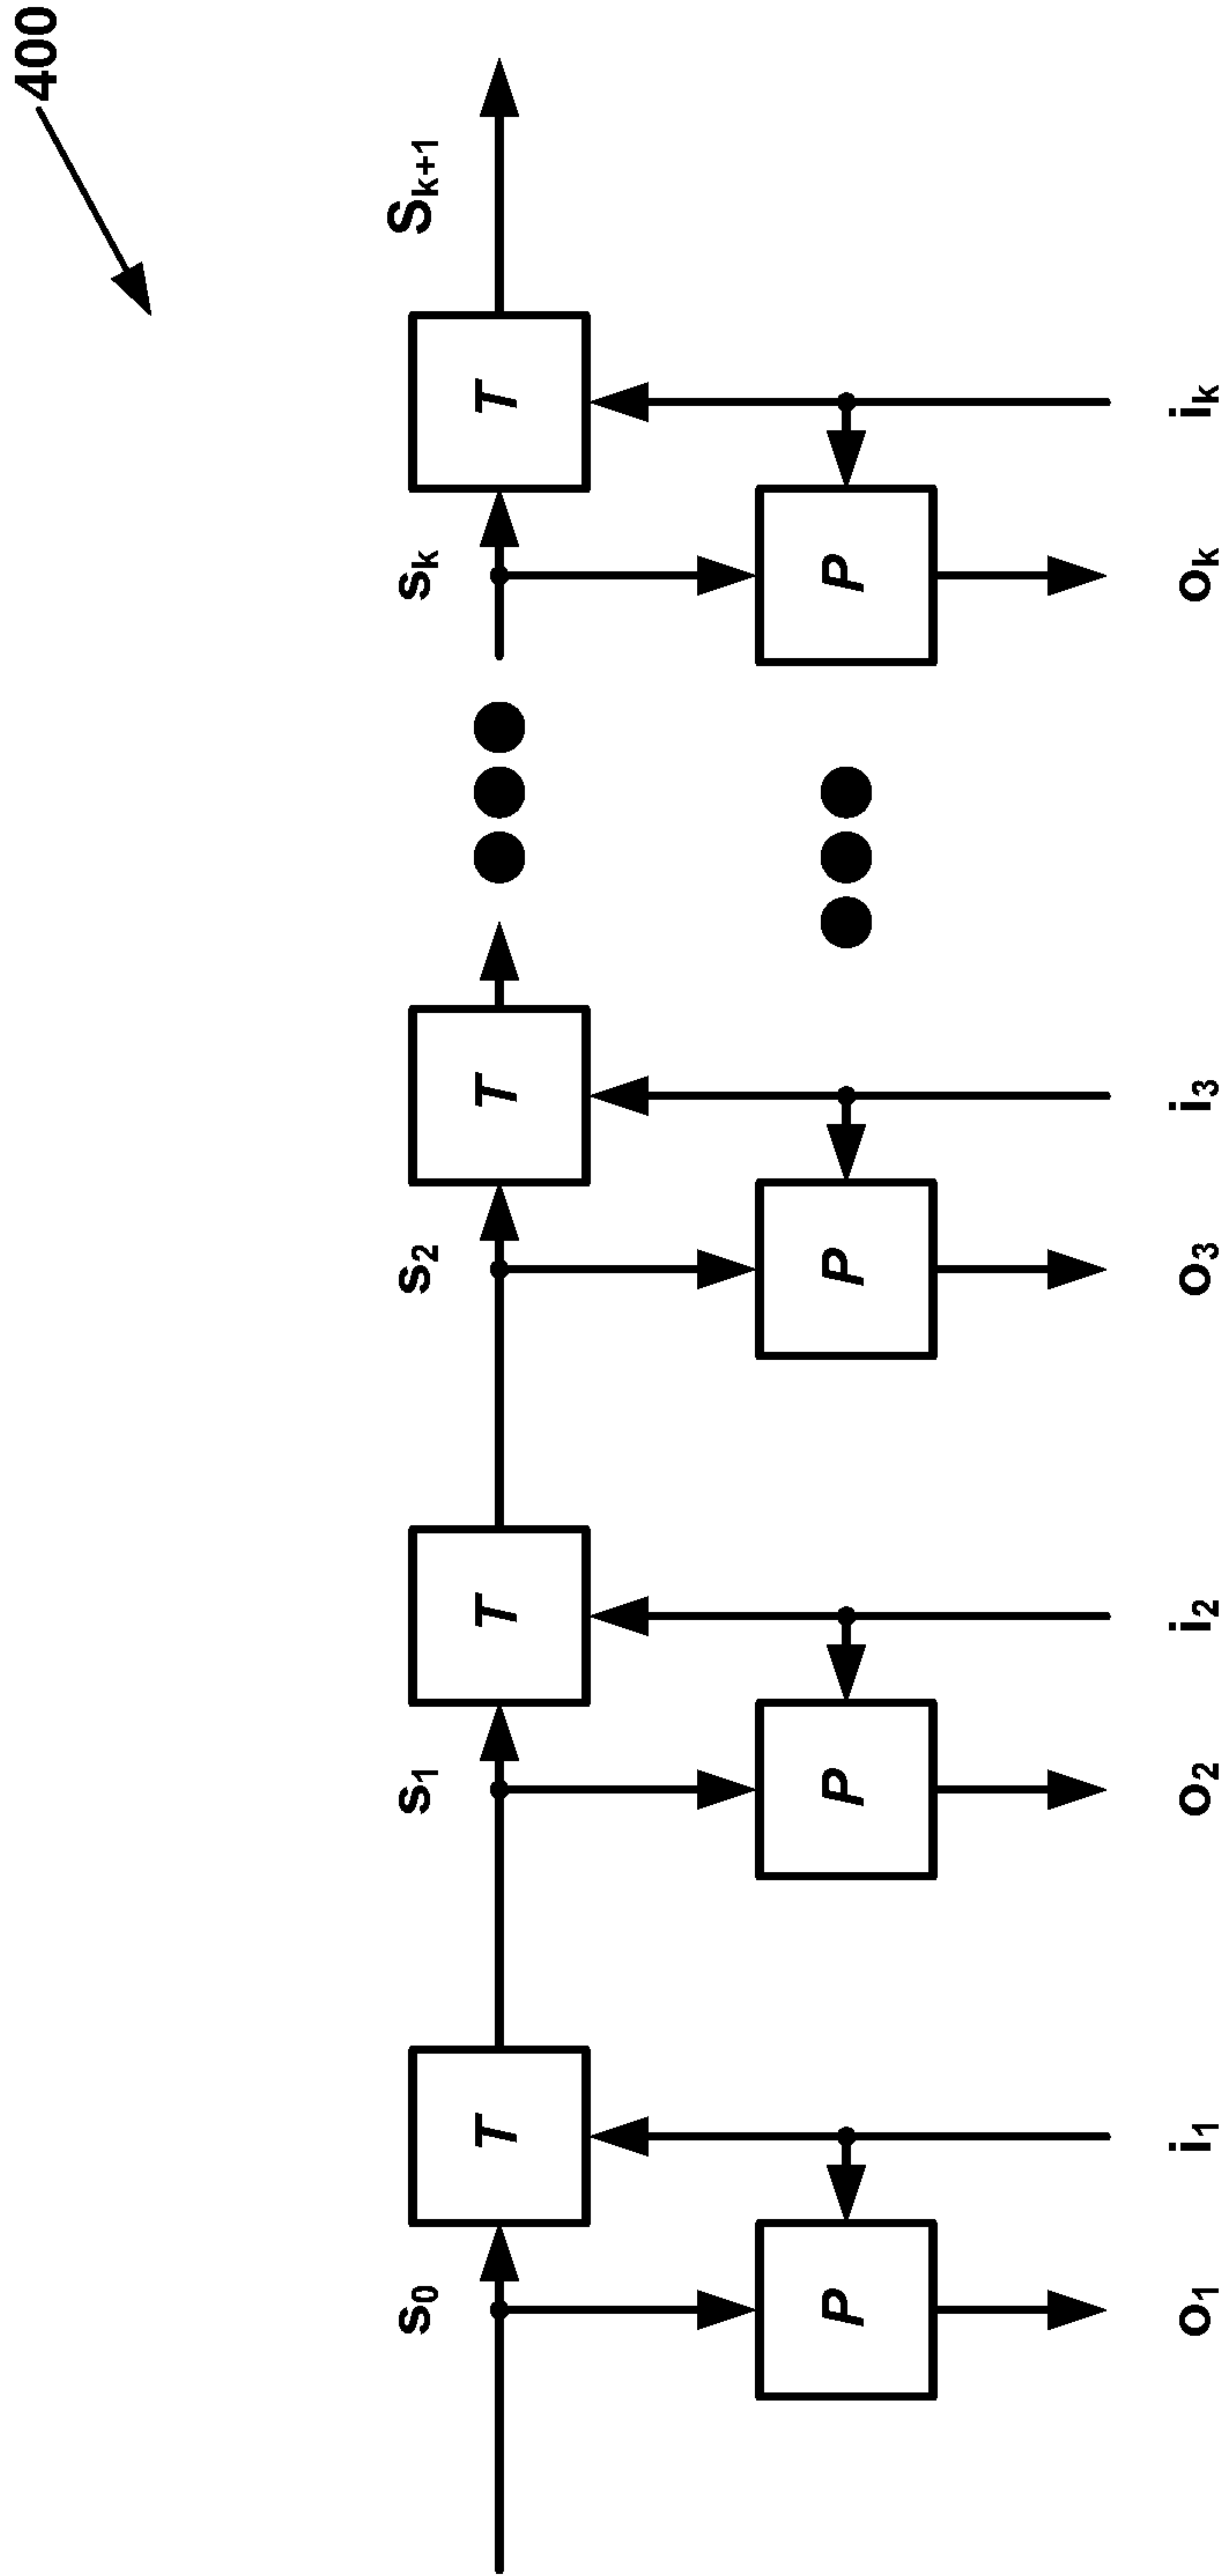 400
s₀ s₁ s₂ sₖ Sₖ₊₁
T T T T
P P P P
o₁ i₁ o₂ i₂ o₃ i₃ oₖ iₖ